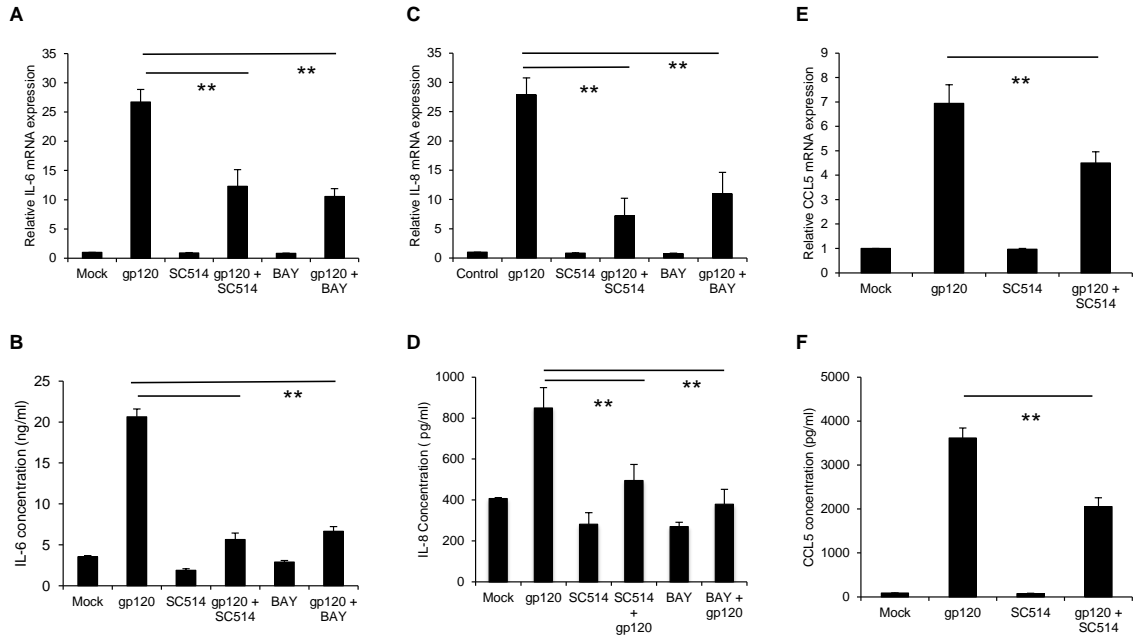 A
Relative IL-6 mRNA expression
35
30
25
20
15
10
5
0
**
**
Mock gp120 SC514 gp120 + SC514 BAY gp120 + BAY
C
Relative IL-8 mRNA expression
35
30
25
20
15
10
5
0
**
**
Control gp120 SC514 gp120 + SC514 BAY gp120 + BAY
E
Relative CCL5 mRNA expression
9
8
7
6
5
4
3
2
1
0
**
Mock gp120 SC514 gp120 + SC514
B
IL-6 concentration (ng/ml)
25
20
15
10
5
0
**
Mock gp120 SC514 gp120 + SC514 BAY gp120 + BAY
D
IL-8 Concentration ( pg/ml)
1000
800
600
400
200
0
**
**
Mock gp120 SC514 SC514 + gp120 BAY BAY + gp120
F
CCL5 concentration (pg/ml)
5000
4000
3000
2000
1000
0
**
Mock gp120 SC514 gp120 + SC514